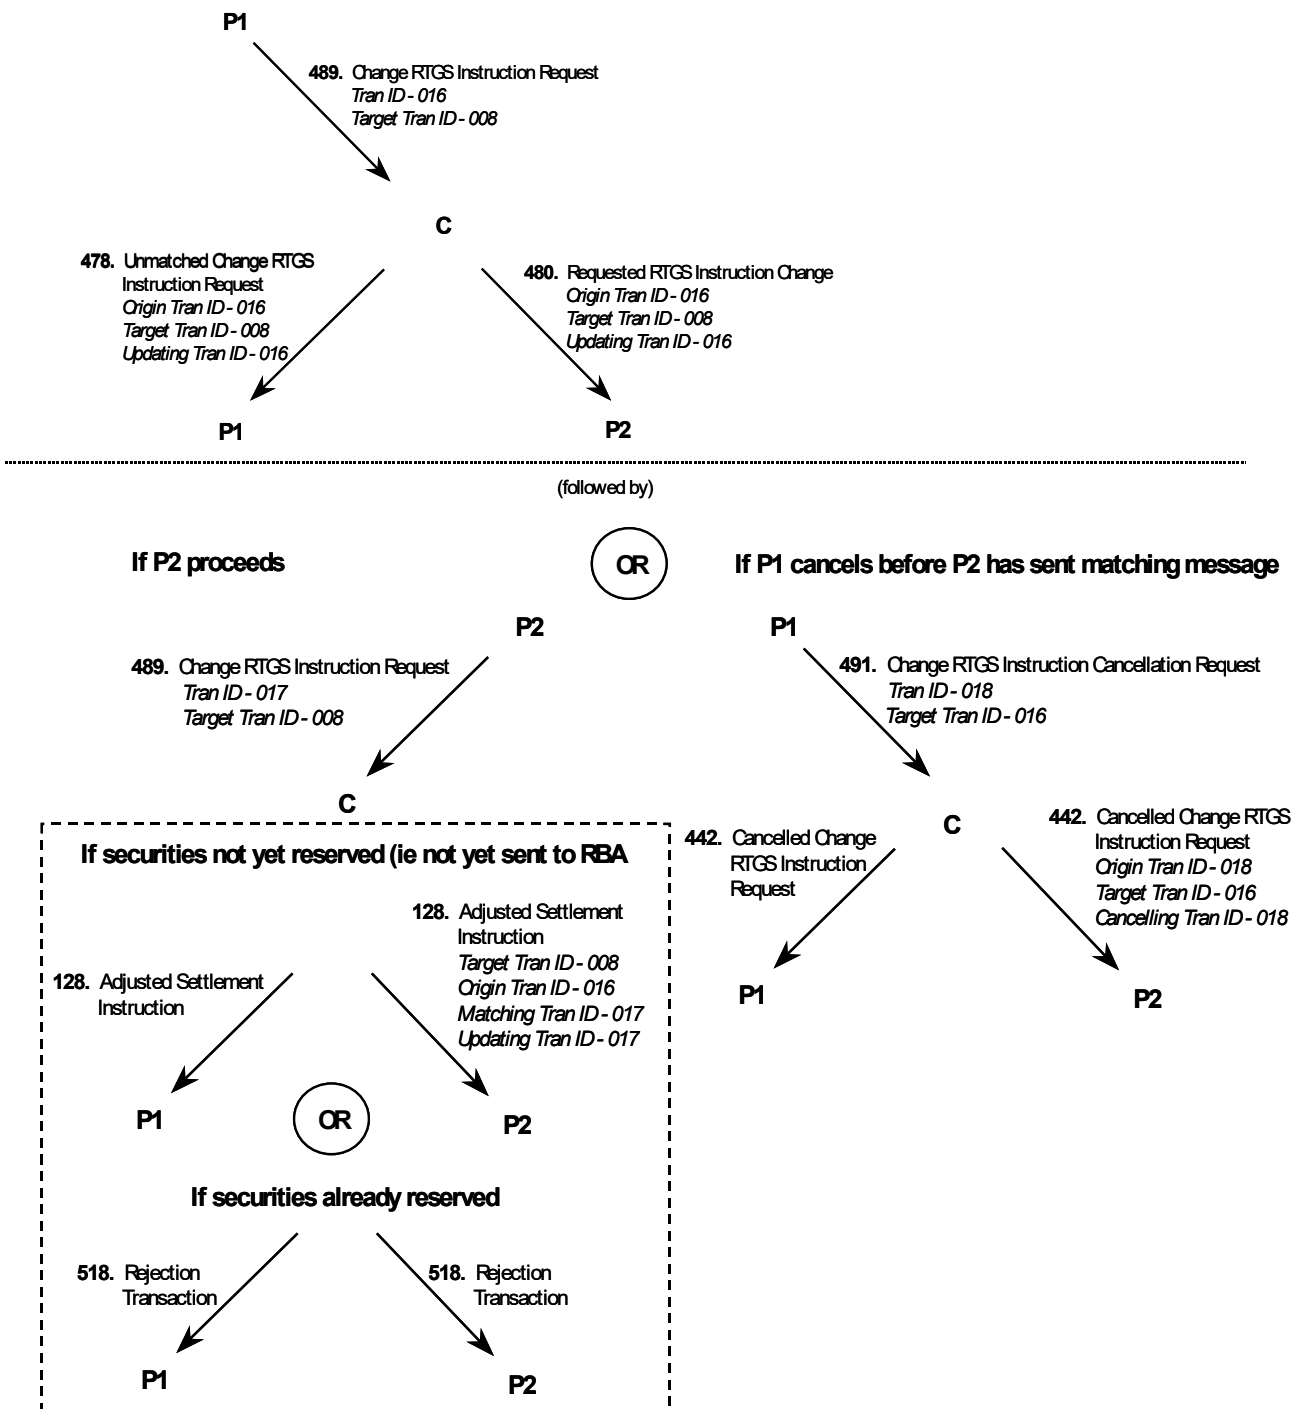 P1
489. Change RTGS Instruction Request
Tran ID - 016
Target Tran ID - 008
C
478. Unmatched Change RTGS
Instruction Request
Origin Tran ID - 016
Target Tran ID - 008
Updating Tran ID - 016
480. Requested RTGS Instruction Change
Origin Tran ID - 016
Target Tran ID - 008
Updating Tran ID - 016
P1
P2
(followed by)
If P2 proceeds
OR
If P1 cancels before P2 has sent matching message
P2
489. Change RTGS Instruction Request
Tran ID - 017
Target Tran ID - 008
C
If securities not yet reserved (ie not yet sent to RBA
128. Adjusted Settlement
Instruction
128. Adjusted Settlement
Instruction
Target Tran ID - 008
Origin Tran ID - 016
Matching Tran ID - 017
Updating Tran ID - 017
P1
OR
P2
If securities already reserved
518. Rejection
Transaction
518. Rejection
Transaction
P1
P2
P1
491. Change RTGS Instruction Cancellation Request
Tran ID - 018
Target Tran ID - 016
C
442. Cancelled Change
RTGS Instruction
Request
442. Cancelled Change RTGS
Instruction Request
Origin Tran ID - 018
Target Tran ID - 016
Cancelling Tran ID - 018
P1
P2